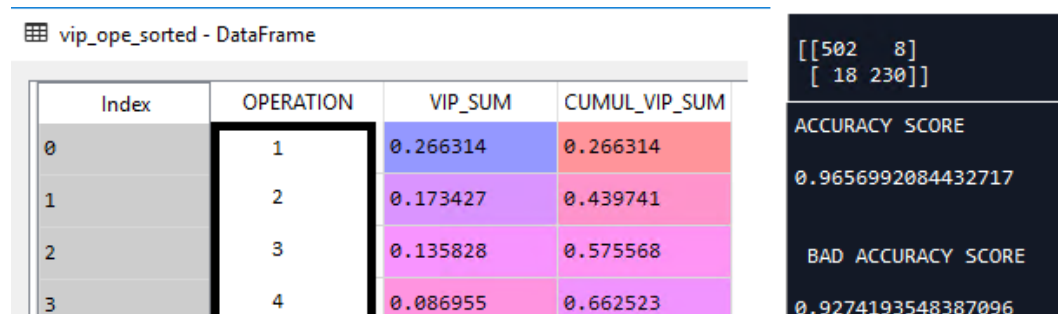 vip_ope_sorted - DataFrame
Index OPERATION VIP_SUM CUMUL_VIP_SUM
0 1 0.266314 0.266314
1 2 0.173427 0.439741
2 3 0.135828 0.575568
3 4 0.086955 0.662523
[[502 8]
[ 18 230]]
ACCURACY SCORE
0.9656992084432717
BAD ACCURACY SCORE
0.9274193548387096